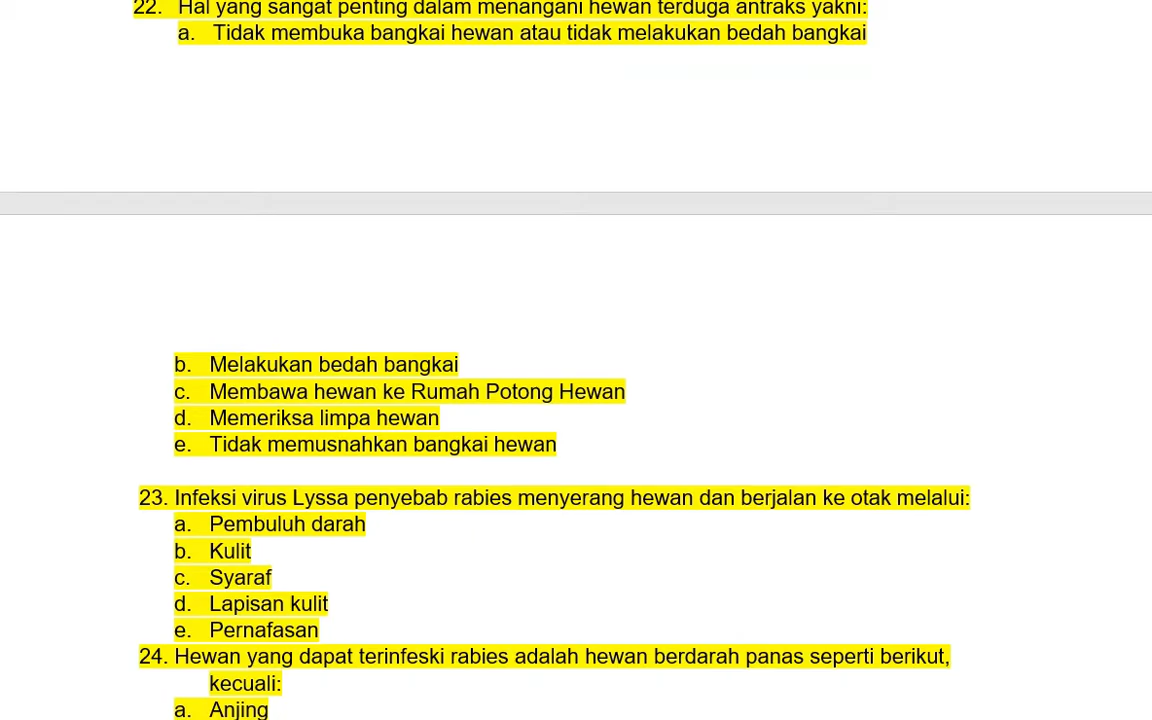 22. Hal yang sangat penting dalam menangani hewan terduga antraks yakni:
a. Tidak membuka bangkai hewan atau tidak melakukan bedah bangkai
b. Melakukan bedah bangkai
c. Membawa hewan ke Rumah Potong Hewan
d. Memeriksa limpa hewan
e. Tidak memusnahkan bangkai hewan
23. Infeksi virus Lyssa penyebab rabies menyerang hewan dan berjalan ke otak melalui:
a. Pembuluh darah
b. Kulit
c. Syaraf
d. Lapisan kulit
e. Pernafasan
24. Hewan yang dapat terinfeski rabies adalah hewan berdarah panas seperti berikut,
kecuali:
a. Anjing